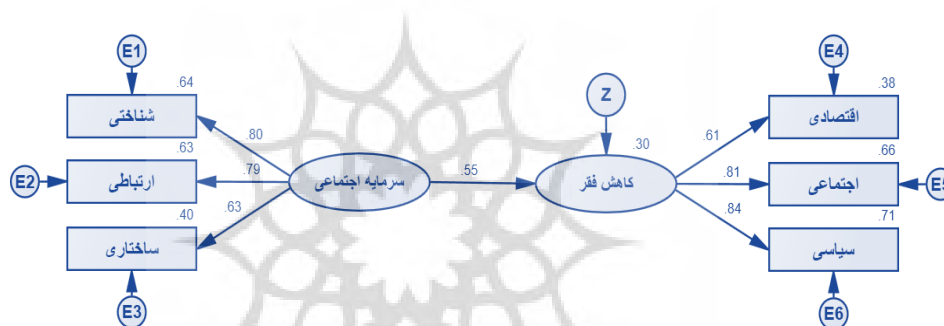 E1
E4
.64
.38
شناختی
Z
اقتصادی
.80
.61
.63
.30
.66
E2
ارتباطی
.79
سرمایه اجتماعی
.55
کاهش فقر
.81
اجتماعی
E5
.40
.63
.84
.71
ساختاری
سیاسی
E3
E6